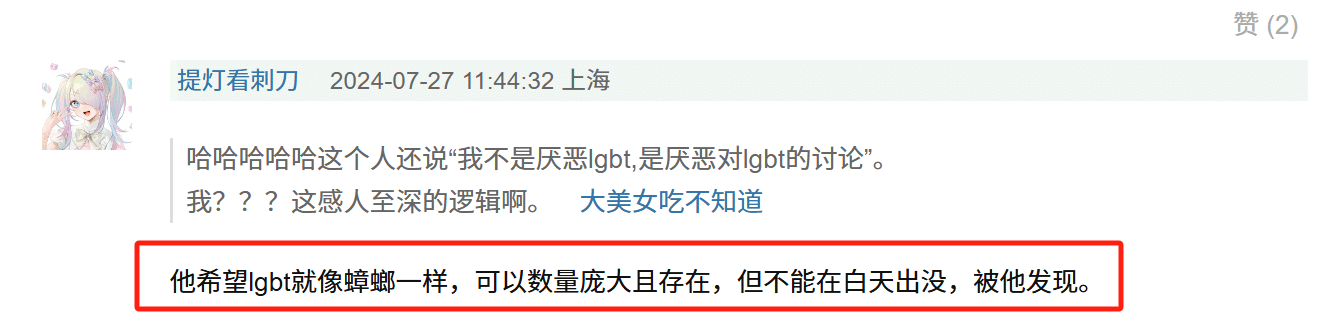 赞 (2)
提灯看刺刀 2024-07-27 11:44:32 上海
哈哈哈哈哈这个人还说“我不是厌恶lgbt,是厌恶对lgbt的讨论”。
我？？？这感人至深的逻辑啊。 大美女吃不知道
他希望lgbt就像蟑螂一样，可以数量庞大且存在，但不能在白天出没，被他发现。